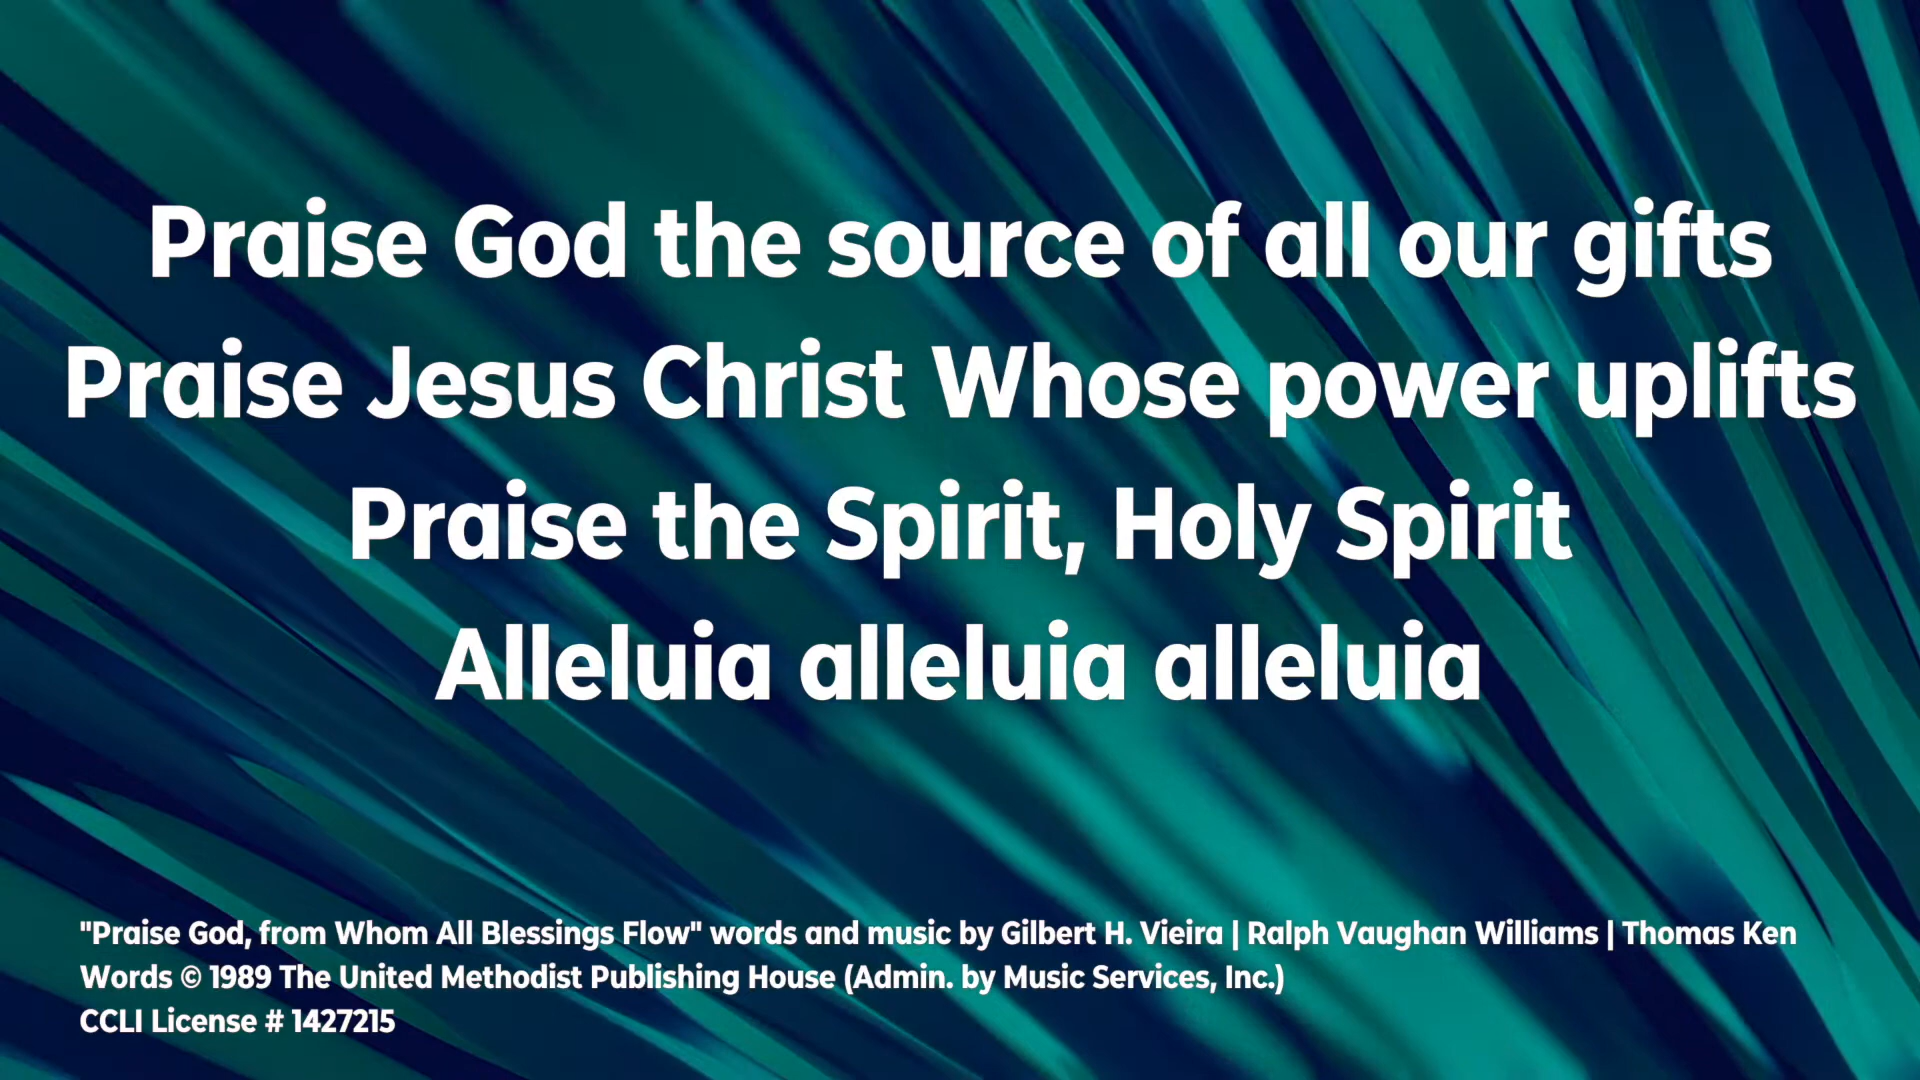 Praise God the source of all our gifts
Praise Jesus Christ Whose power uplifts
Praise the Spirit, Holy Spirit
Alleluia alleluia alleluia
"Praise God, from Whom All Blessings Flow" words and music by Gilbert H. Vieira | Ralph Vaughan Williams | Thomas Ken
Words © 1989 The United Methodist Publishing House (Admin. by Music Services, Inc.)
CCLI License # 1427215